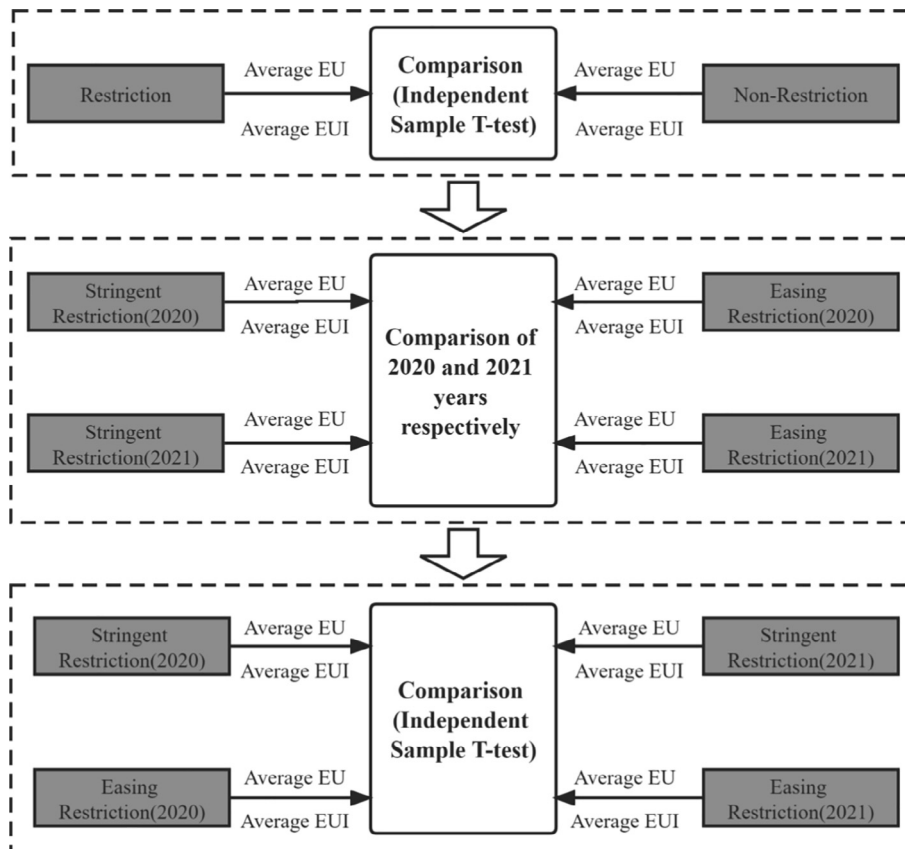 Restriction
Average EU
Average EUI
Comparison
(Independent
Sample T-test)
Average EU
Average EUI
Non-Restriction
Stringent
Restriction(2020)
Average EU
Average EUI
Easing
Restriction(2020)
Average EU
Average EUI
Comparison of
2020 and 2021
years
respectively
Stringent
Restriction(2021)
Average EU
Average EUI
Easing
Restriction(2021)
Average EU
Average EUI
Stringent
Restriction(2020)
Average EU
Average EUI
Stringent
Restriction(2021)
Average EU
Average EUI
Comparison
(Independent
Sample T-test)
Easing
Restriction(2020)
Average EU
Average EUI
Easing
Restriction(2021)
Average EU
Average EUI